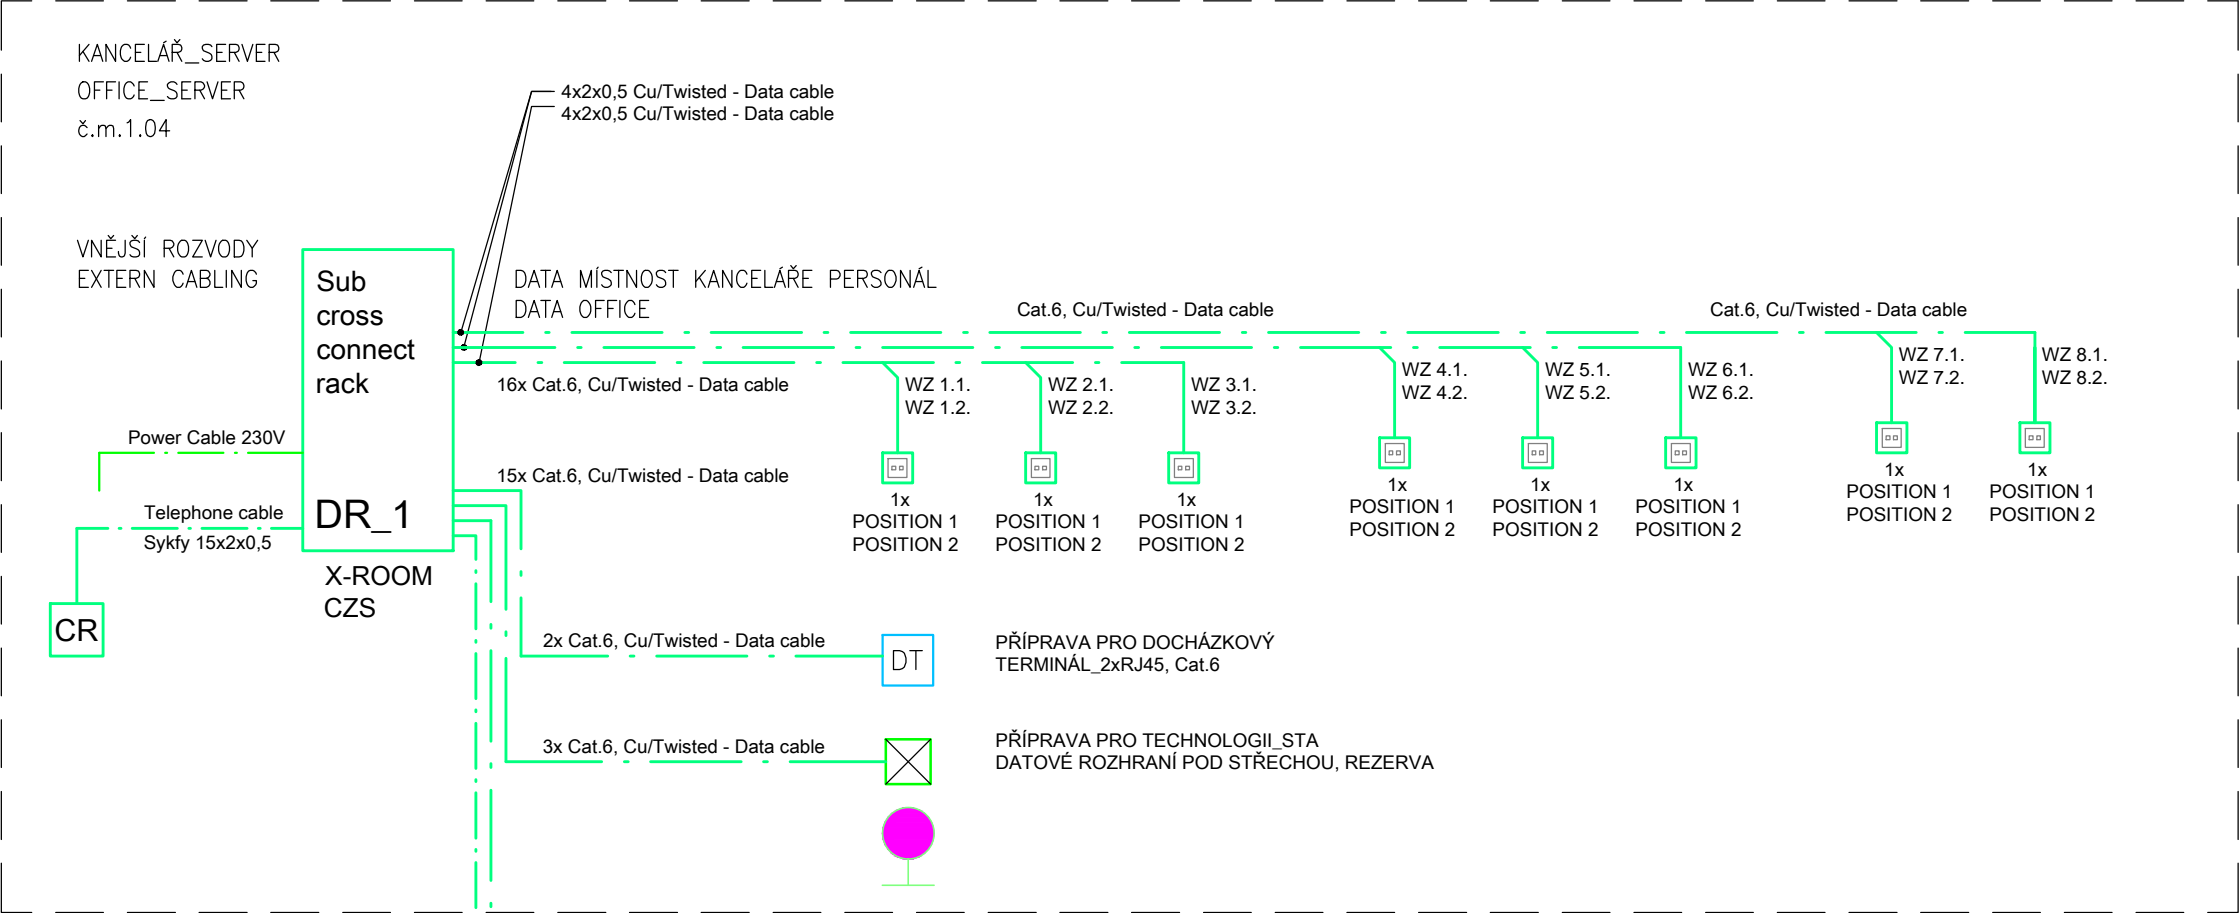 KANCELÁŘ_SERVER
OFFICE_SERVER
č.m.1.04
4x2x0,5 Cu/Twisted - Data cable
4x2x0,5 Cu/Twisted - Data cable
VNĚJŠÍ ROZVODY
EXTERN CABLING
Sub
cross
connect
rack
DR_1
X-ROOM
CZS
DATA MÍSTNOST KANCELÁŘE PERSONÁL
DATA OFFICE
Cat.6, Cu/Twisted - Data cable
Cat.6, Cu/Twisted - Data cable
16x Cat.6, Cu/Twisted - Data cable
WZ 1.1.
WZ 1.2.
WZ 2.1.
WZ 2.2.
WZ 3.1.
WZ 3.2.
WZ 4.1.
WZ 4.2.
WZ 5.1.
WZ 5.2.
WZ 6.1.
WZ 6.2.
WZ 7.1.
WZ 7.2.
WZ 8.1.
WZ 8.2.
1x
POSITION 1
POSITION 2
1x
POSITION 1
POSITION 2
1x
POSITION 1
POSITION 2
1x
POSITION 1
POSITION 2
1x
POSITION 1
POSITION 2
1x
POSITION 1
POSITION 2
1x
POSITION 1
POSITION 2
1x
POSITION 1
POSITION 2
Power Cable 230V
15x Cat.6, Cu/Twisted - Data cable
Telephone cable
Sykfy 15x2x0,5
CR
2x Cat.6, Cu/Twisted - Data cable
DT
PŘÍPRAVA PRO DOCHÁZKOVÝ
TERMINÁL_2xRJ45, Cat.6
3x Cat.6, Cu/Twisted - Data cable
PŘÍPRAVA PRO TECHNOLOGII_STA
DATOVÉ ROZHRANÍ POD STŘECHOU, REZERVA